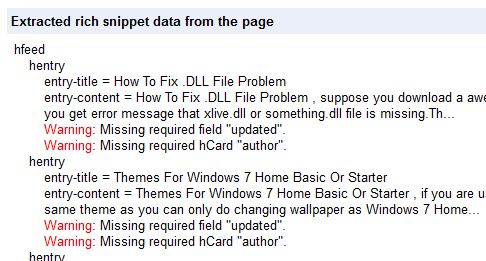 Extracted rich snippet data from the page
hfeed
hentry
entry-title = How To Fix .DLL File Problem
entry-content = How To Fix .DLL File Problem , suppose you download a awe
you get error message that xlive.dll or something.dll file is missing.Th...
Warning: Missing required field "updated".
Warning: Missing required hCard "author".
hentry
entry-title = Themes For Windows 7 Home Basic Or Starter
entry-content = Themes For Windows 7 Home Basic Or Starter , if you are u
same theme as you can only do changing wallpaper as Windows 7 Home...
Warning: Missing required field "updated".
Warning: Missing required hCard "author".
hentry